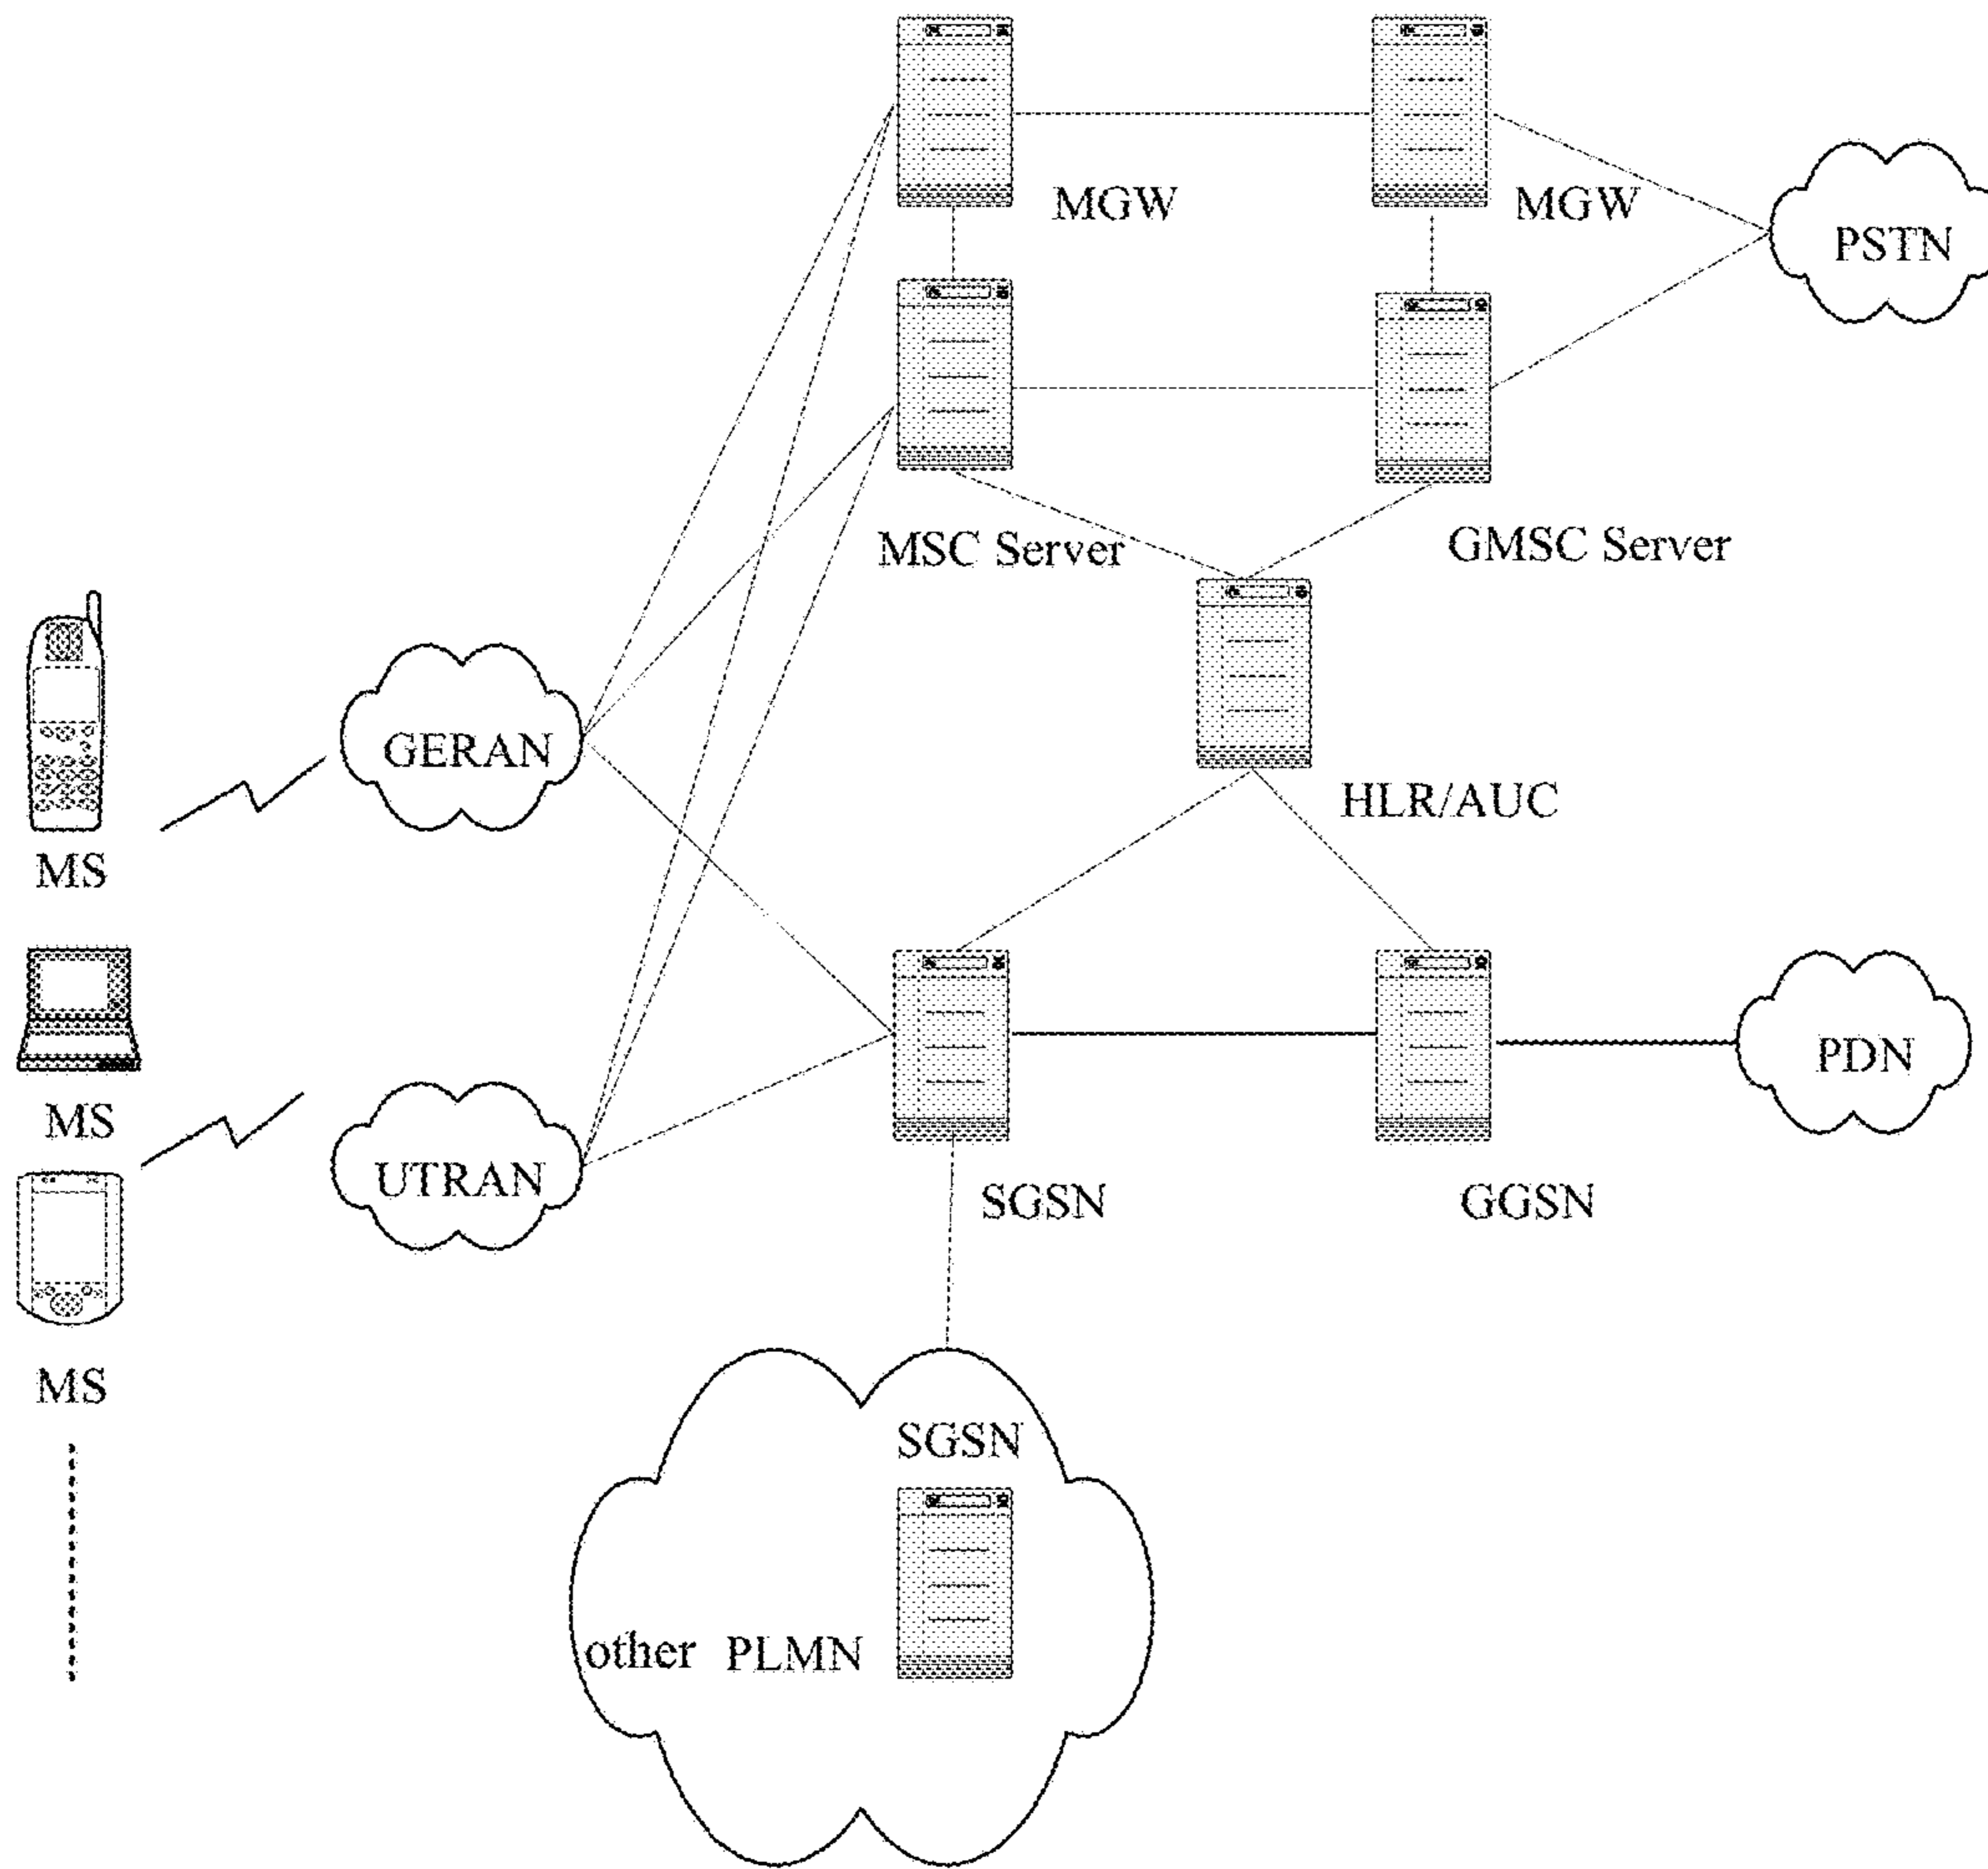 MGW
MGW
PSTN
MSC Server
GMSC Server
GERAN
HLR/AUC
MS
PDN
MS
UTRAN
SGSN
GGSN
MS
SGSN
other PLMN